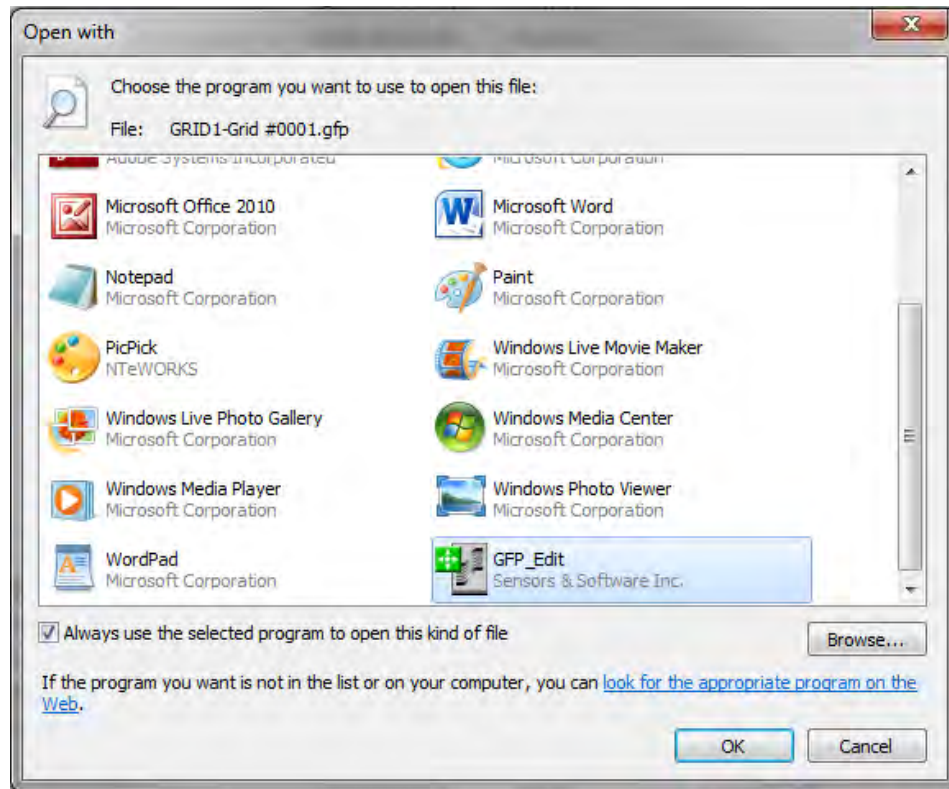 Open with
Choose the program you want to use to open this file:
File: GRID1-Grid #0001.gfp
Adobe Systems Incorporated
Microsoft Corporation
Microsoft Office 2010
Microsoft Corporation
Microsoft Word
Microsoft Corporation
Notepad
Microsoft Corporation
Paint
Microsoft Corporation
PicPick
NTeWORKS
Windows Live Movie Maker
Microsoft Corporation
Windows Live Photo Gallery
Microsoft Corporation
Windows Media Center
Microsoft Corporation
Windows Media Player
Microsoft Corporation
Windows Photo Viewer
Microsoft Corporation
WordPad
Microsoft Corporation
GFP_Edit
Sensors & Software Inc.
Always use the selected program to open this kind of file
Browse...
If the program you want is not in the list or on your computer, you can look for the appropriate program on the
Web.
OK
Cancel